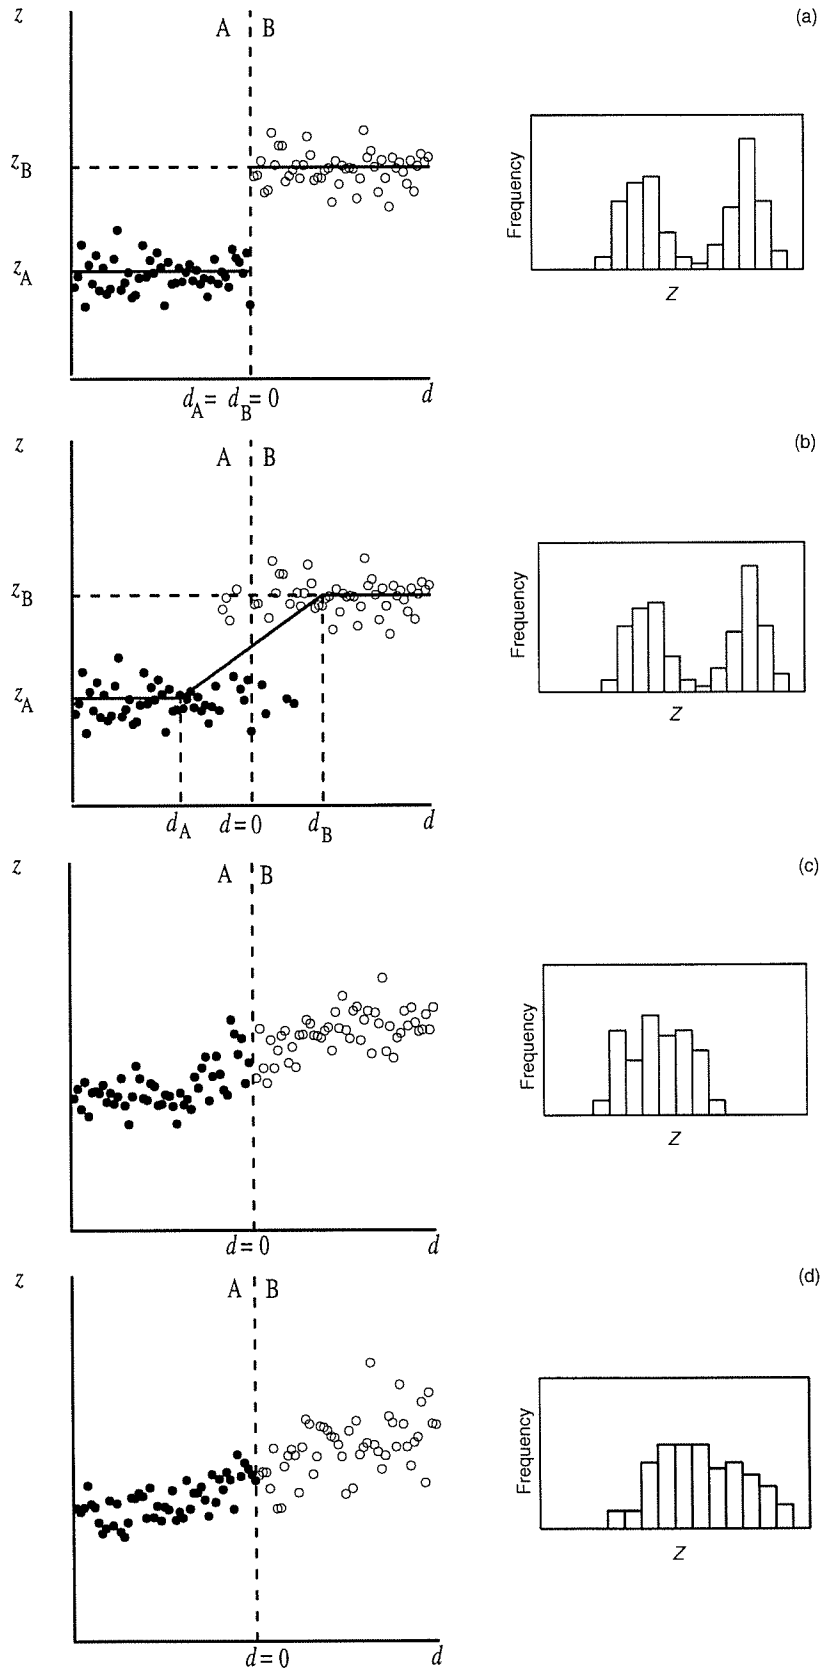 z
A B
(a)
z_B
z_A
d_A = d_B = 0
d
Frequency
Z
z
A B
(b)
z_B
z_A
d_A
d = 0
d_B
d
Frequency
Z
z
A B
(c)
d = 0
d
Frequency
Z
z
A B
(d)
d = 0
d
Frequency
Z